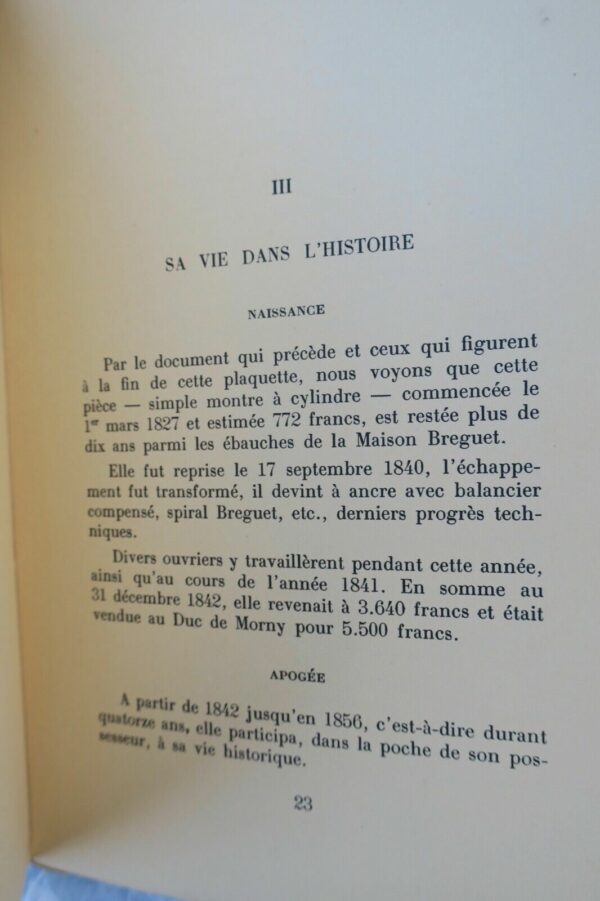 III
SA VIE DANS L'HISTOIRE
NAISSANCE
Par le document qui précède et ceux qui figurent
à la fin de cette plaquette, nous voyons que cette
pièce — simple montre à cylindre — commencée le
1er mars 1827 et estimée 772 francs, est restée plus de
dix ans parmi les ébauches de la Maison Breguet.
Elle fut reprise le 17 septembre 1840, l'échappe-
ment fut transformé, il devint à ancre avec balancier
compensé, spiral Breguet, etc., derniers progrès tech-
niques.
Divers ouvriers y travaillèrent pendant cette année,
ainsi qu'au cours de l'année 1841. En somme au
31 décembre 1842, elle revenait à 3.640 francs et était
vendue au Duc de Morny pour 5.500 francs.
APOGÉE
A partir de 1842 jusqu'en 1856, c'est-à-dire durant
quatorze ans, elle participa, dans la poche de son pos-
sesseur, à sa vie historique.
23